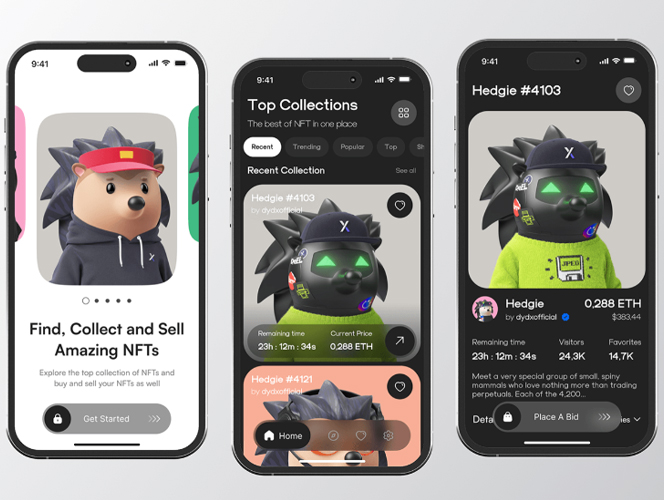 9:41
Find, Collect and Sell
Amazing NFTs
Explore the top collection of NFTs and
buy and sell your NFTs as well
Get Started
9:41
Top Collections
The best of NFT in one place
Recent
Trending
Popular
Top
Recent Collection
See all
Hedgie #4103
by dydxofficial
Remaining time
Current Price
23h : 12m : 34s
0,288 ETH
Hedgie #4121
by dydxofficial
Home
9:41
Hedgie #4103
JPEG
Hedgie
0,288 ETH
by dydxofficial
$383.44
Remaining time
Visitors
Favorites
23h : 12m : 34s
24.3K
14.7K
Meet a very special group of small, spiny
mammals who love nothing more than trading
perpetuals. Each of the 4,200...
Place A Bid